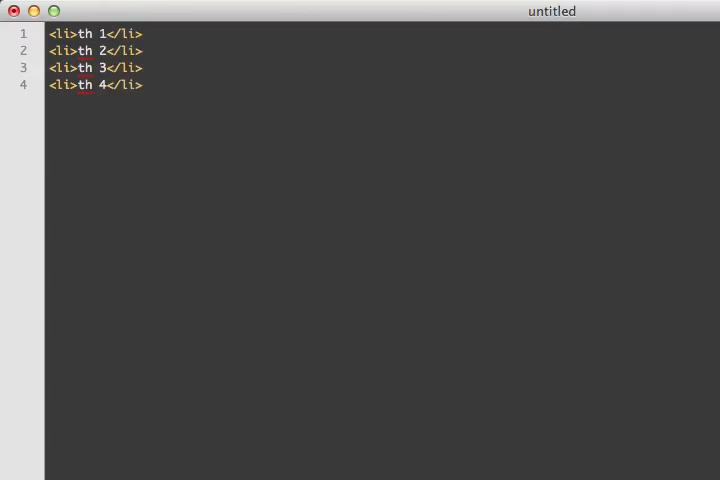 untitled
1 <li>th 1</li>
2 <li>th 2</li>
3 <li>th 3</li>
4 <li>th 4</li>